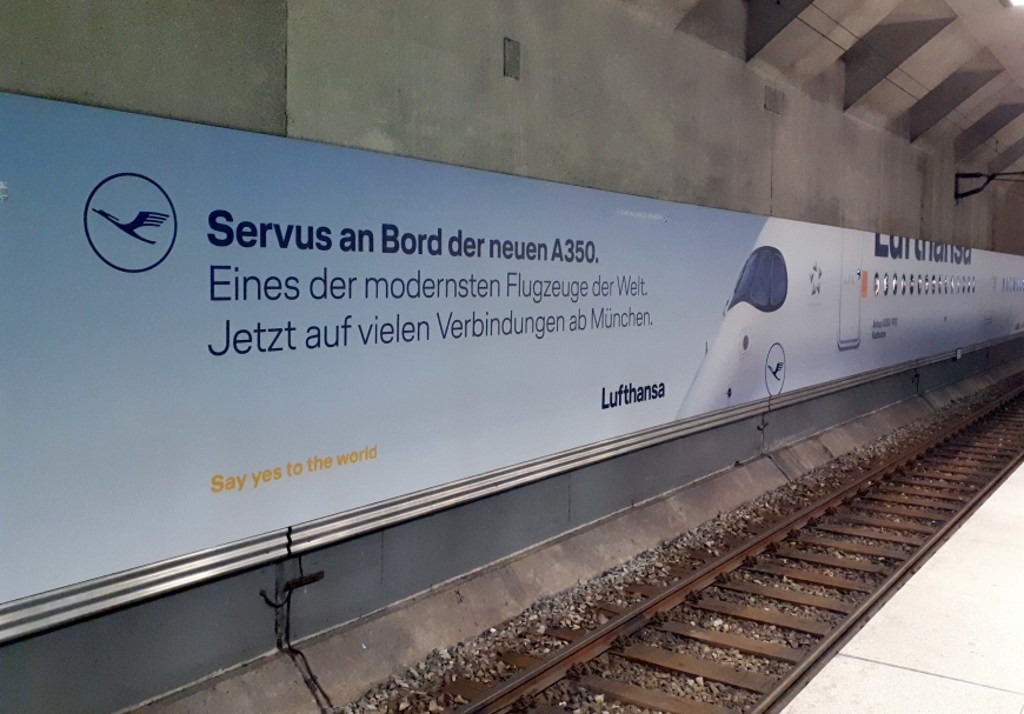 Servus an Bord der neuen A350.
Eines der modernsten Flugzeuge der Welt.
Jetzt auf vielen Verbindungen ab München.
Lufthansa
Say yes to the world
Lufthansa